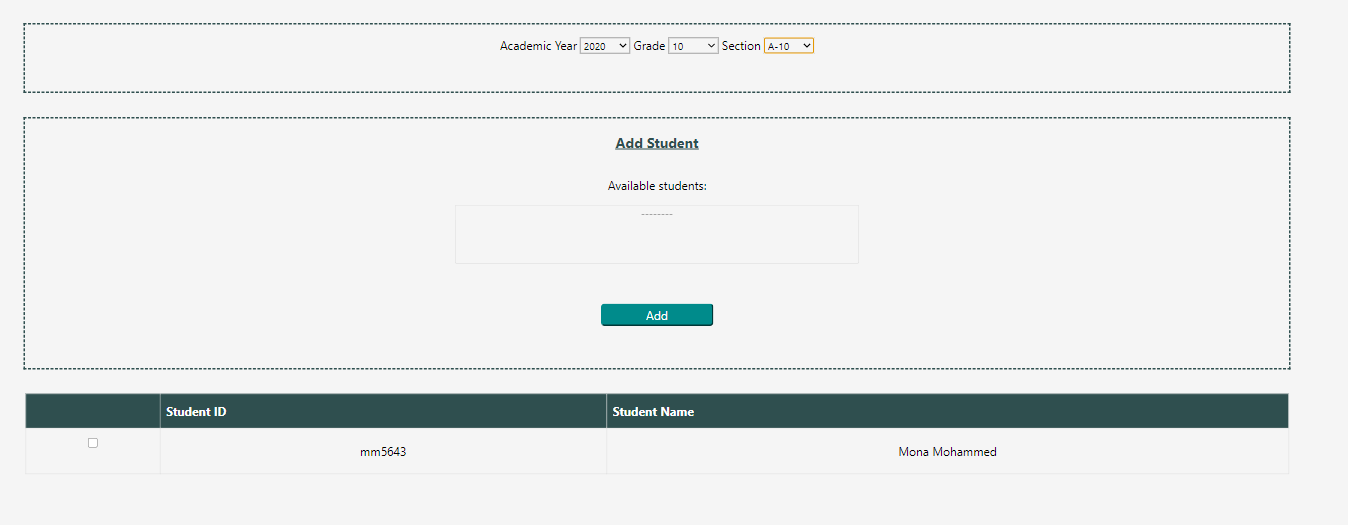 Academic Year 2020 Grade 10 Section A-10
Add Student
Available students:
--------
Add
Student ID Student Name
mm5643 Mona Mohammed